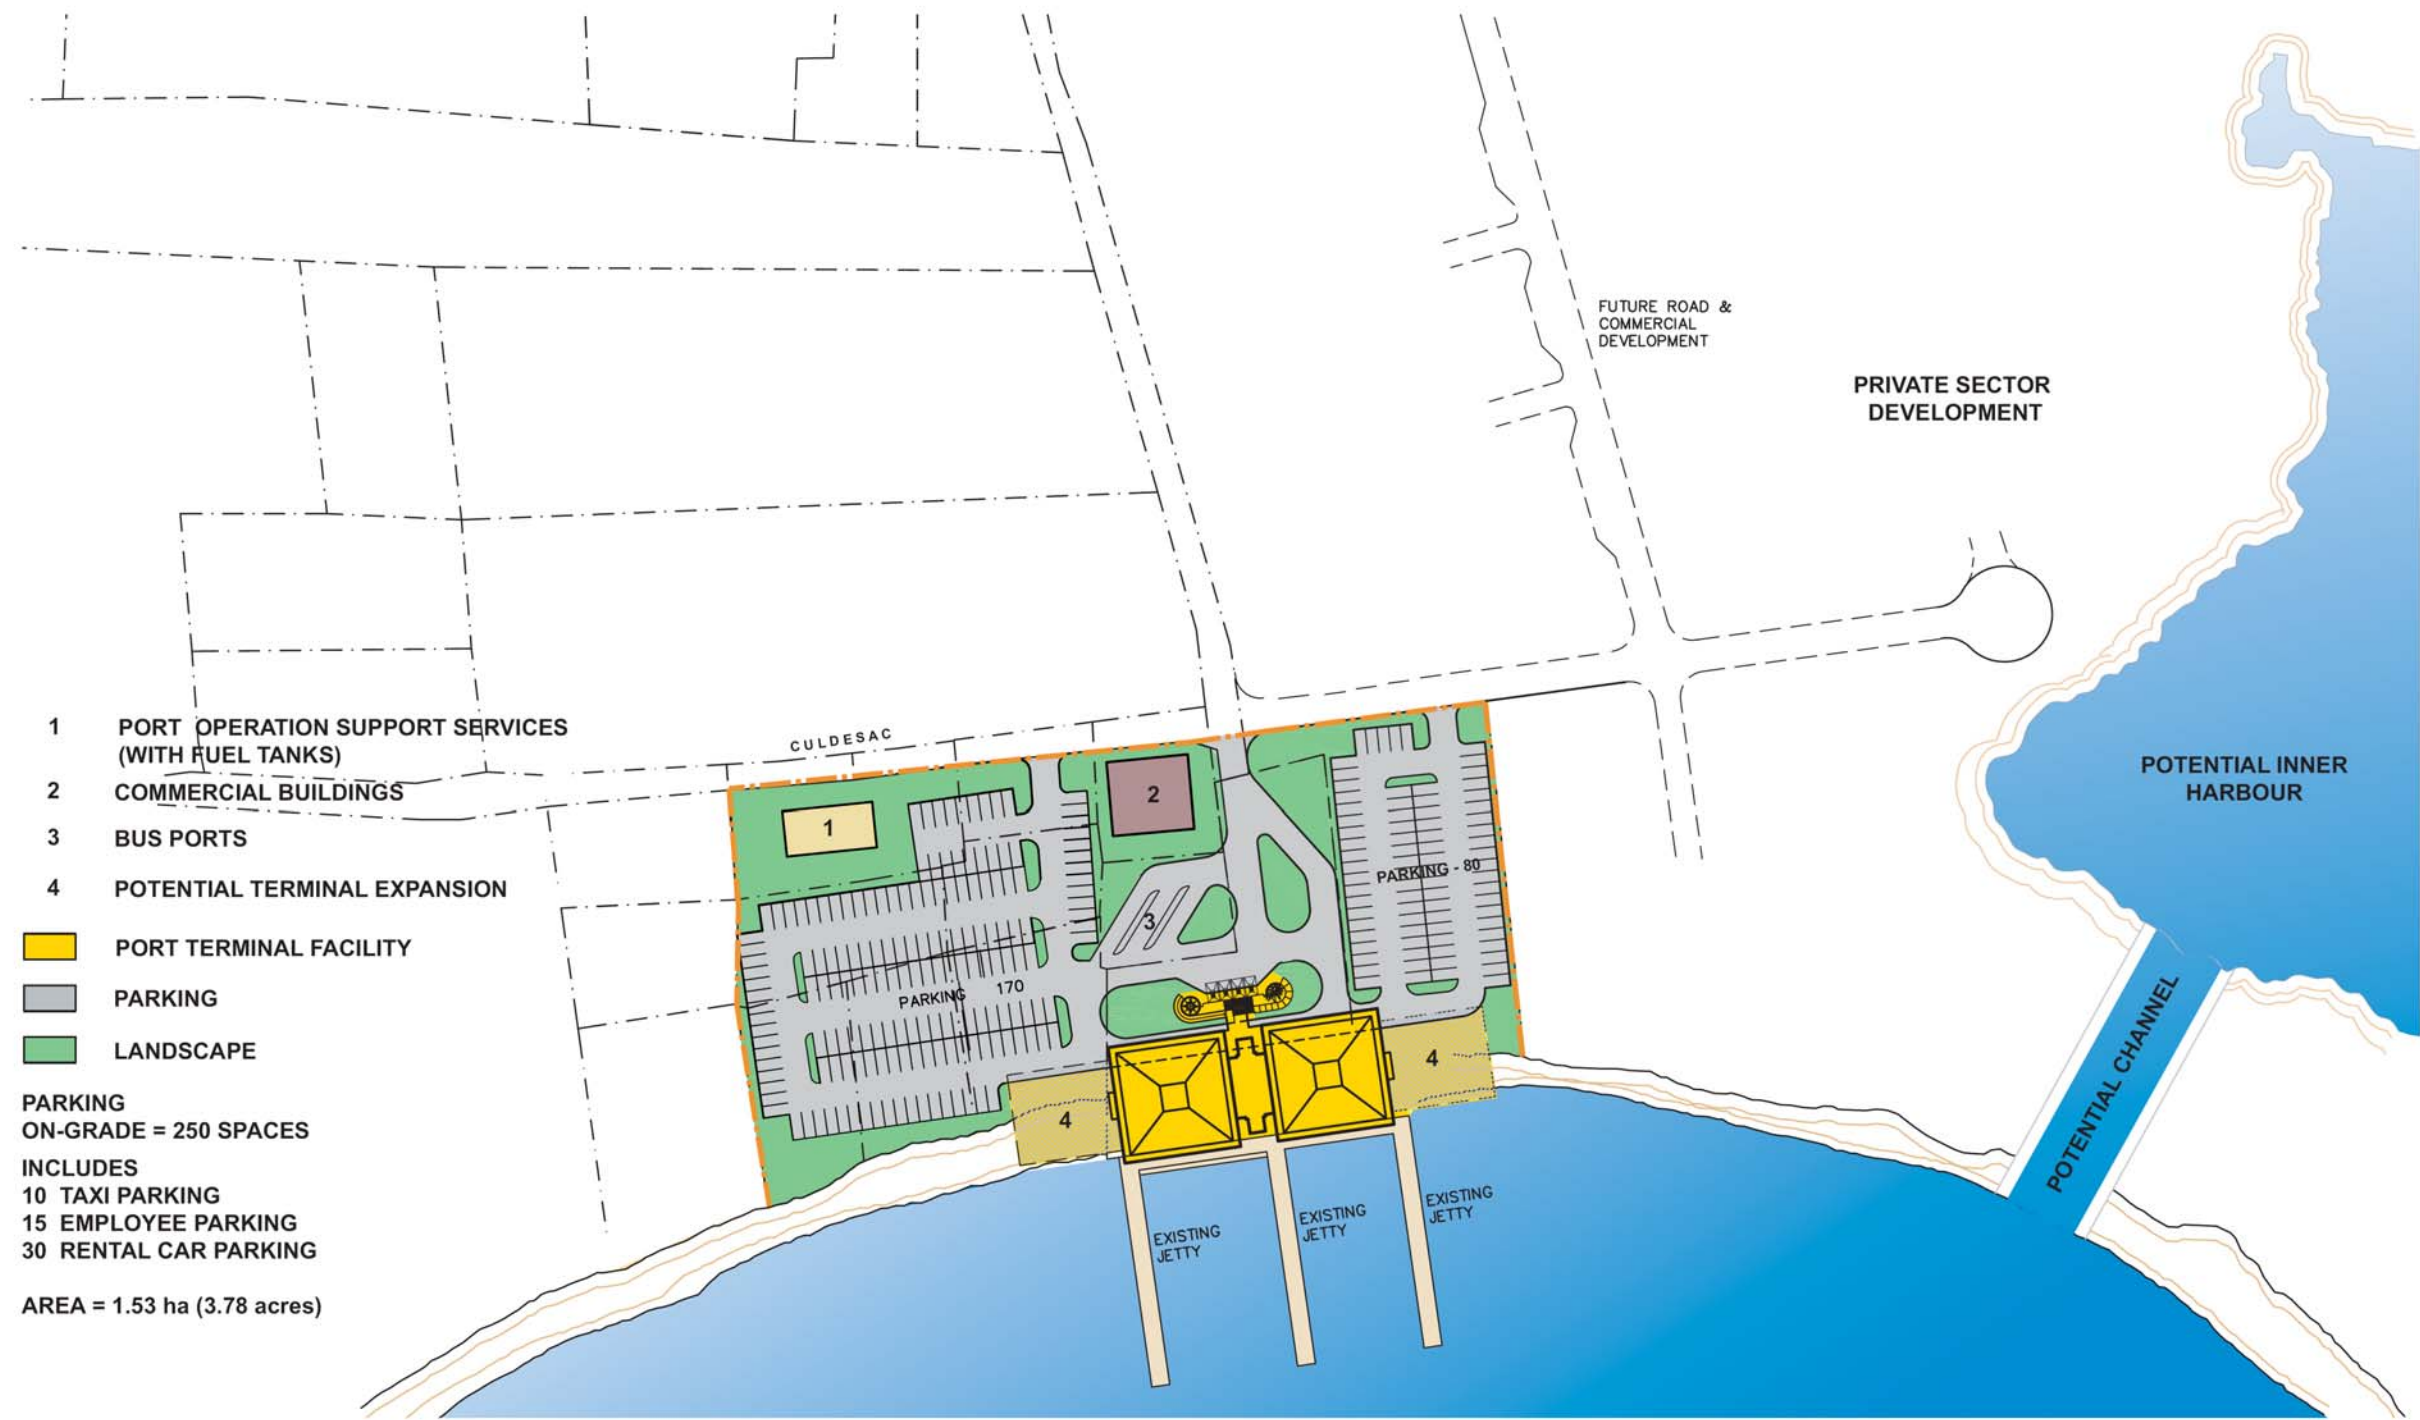 FUTURE ROAD &
COMMERCIAL
DEVELOPMENT
PRIVATE SECTOR
DEVELOPMENT
POTENTIAL INNER
HARBOUR
POTENTIAL CHANNEL
CULDESAC
1
2
3
PARKING - 80
PARKING 170
4
4
EXISTING
JETTY
EXISTING
JETTY
EXISTING
JETTY
1 PORT OPERATION SUPPORT SERVICES
(WITH FUEL TANKS)
2 COMMERCIAL BUILDINGS
3 BUS PORTS
4 POTENTIAL TERMINAL EXPANSION
PORT TERMINAL FACILITY
PARKING
LANDSCAPE
PARKING
ON-GRADE = 250 SPACES
INCLUDES
10 TAXI PARKING
15 EMPLOYEE PARKING
30 RENTAL CAR PARKING
AREA = 1.53 ha (3.78 acres)